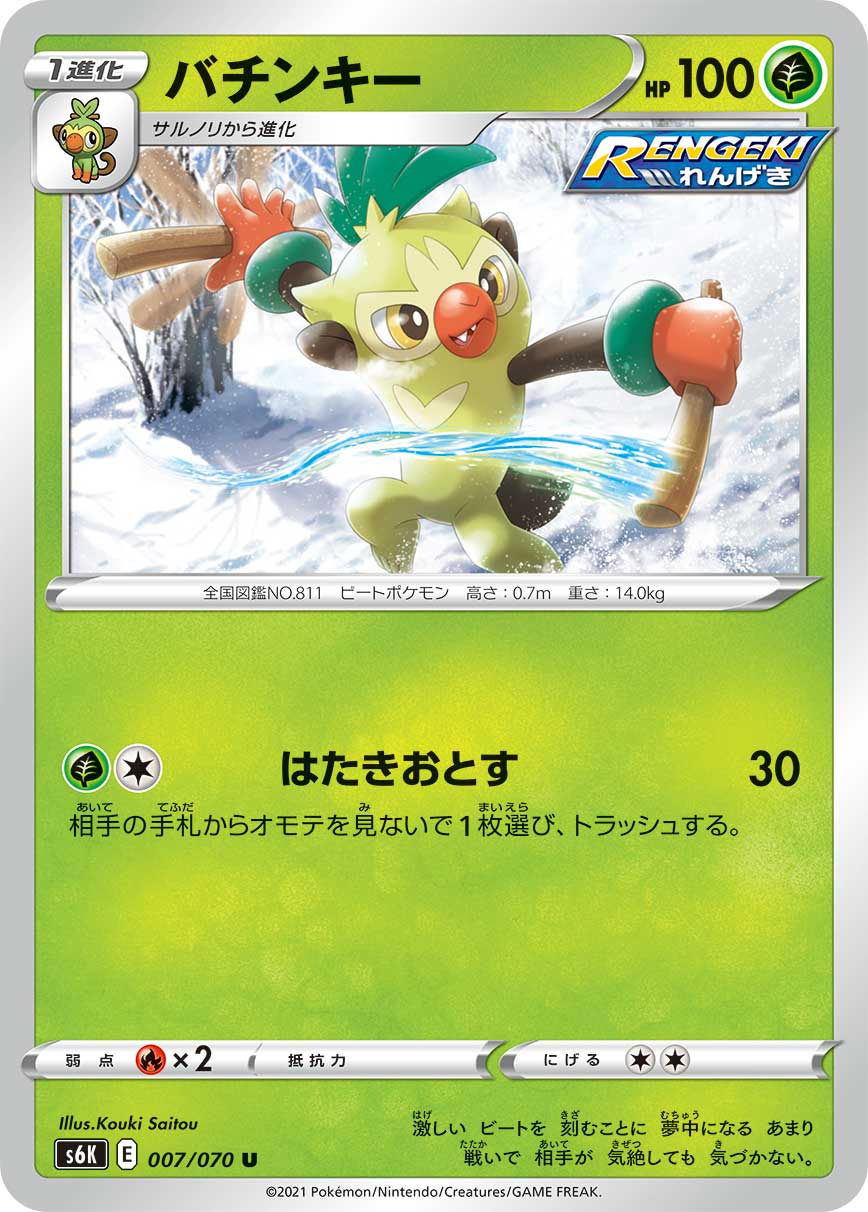 1進化
バチンキー
HP 100
サルノリから進化
RENGEKI
れんげき
全国図鑑NO.811 ビートポケモン 高さ:0.7m 重さ:14.0kg
はたきおとす 30
相手の手札からオモテを見ないで1枚選び、トラッシュする。
弱点 ×2 抵抗力 にげる
Illus.Kouki Saitou
激しい ビートを 刻むことに 夢中になる あまり
戦いで 相手が 気絶しても 気づかない。
s6K E 007/070 U
©2021 Pokémon/Nintendo/Creatures/GAME FREAK.